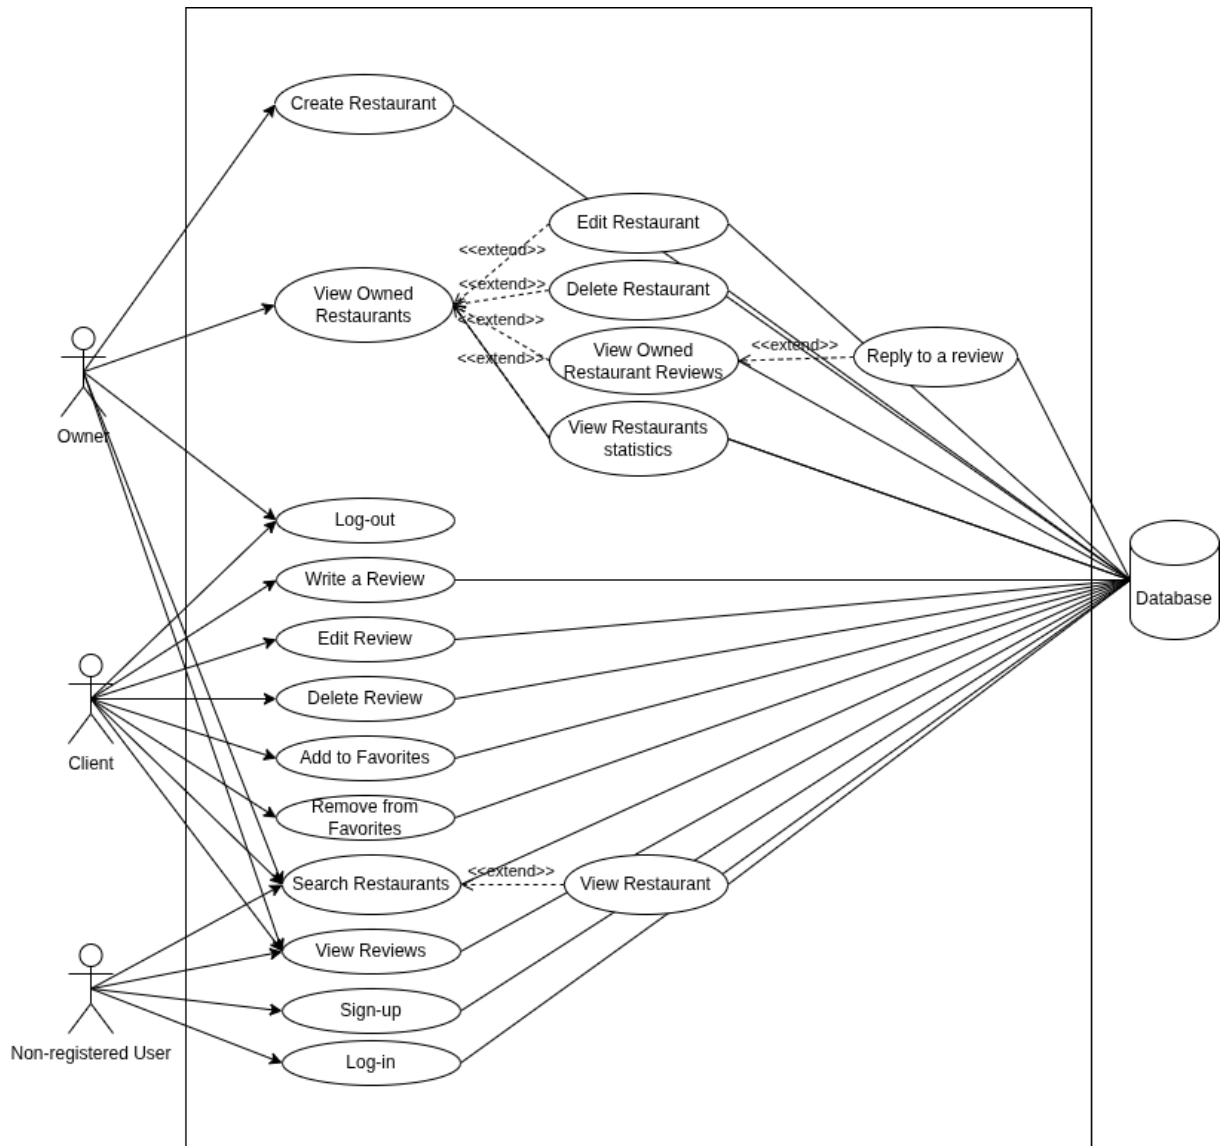 Create Restaurant
Edit Restaurant
<<extend>>
View Owned
Restaurants
<<extend>>
Delete Restaurant
<<extend>>
<<extend>>
View Owned
Restaurant Reviews
<<extend>>
Reply to a review
View Restaurants
statistics
Owner
Log-out
Write a Review
Database
Edit Review
Delete Review
Client
Add to Favorites
Remove from
Favorites
Search Restaurants
<<extend>>
View Restaurant
View Reviews
Sign-up
Non-registered User
Log-in